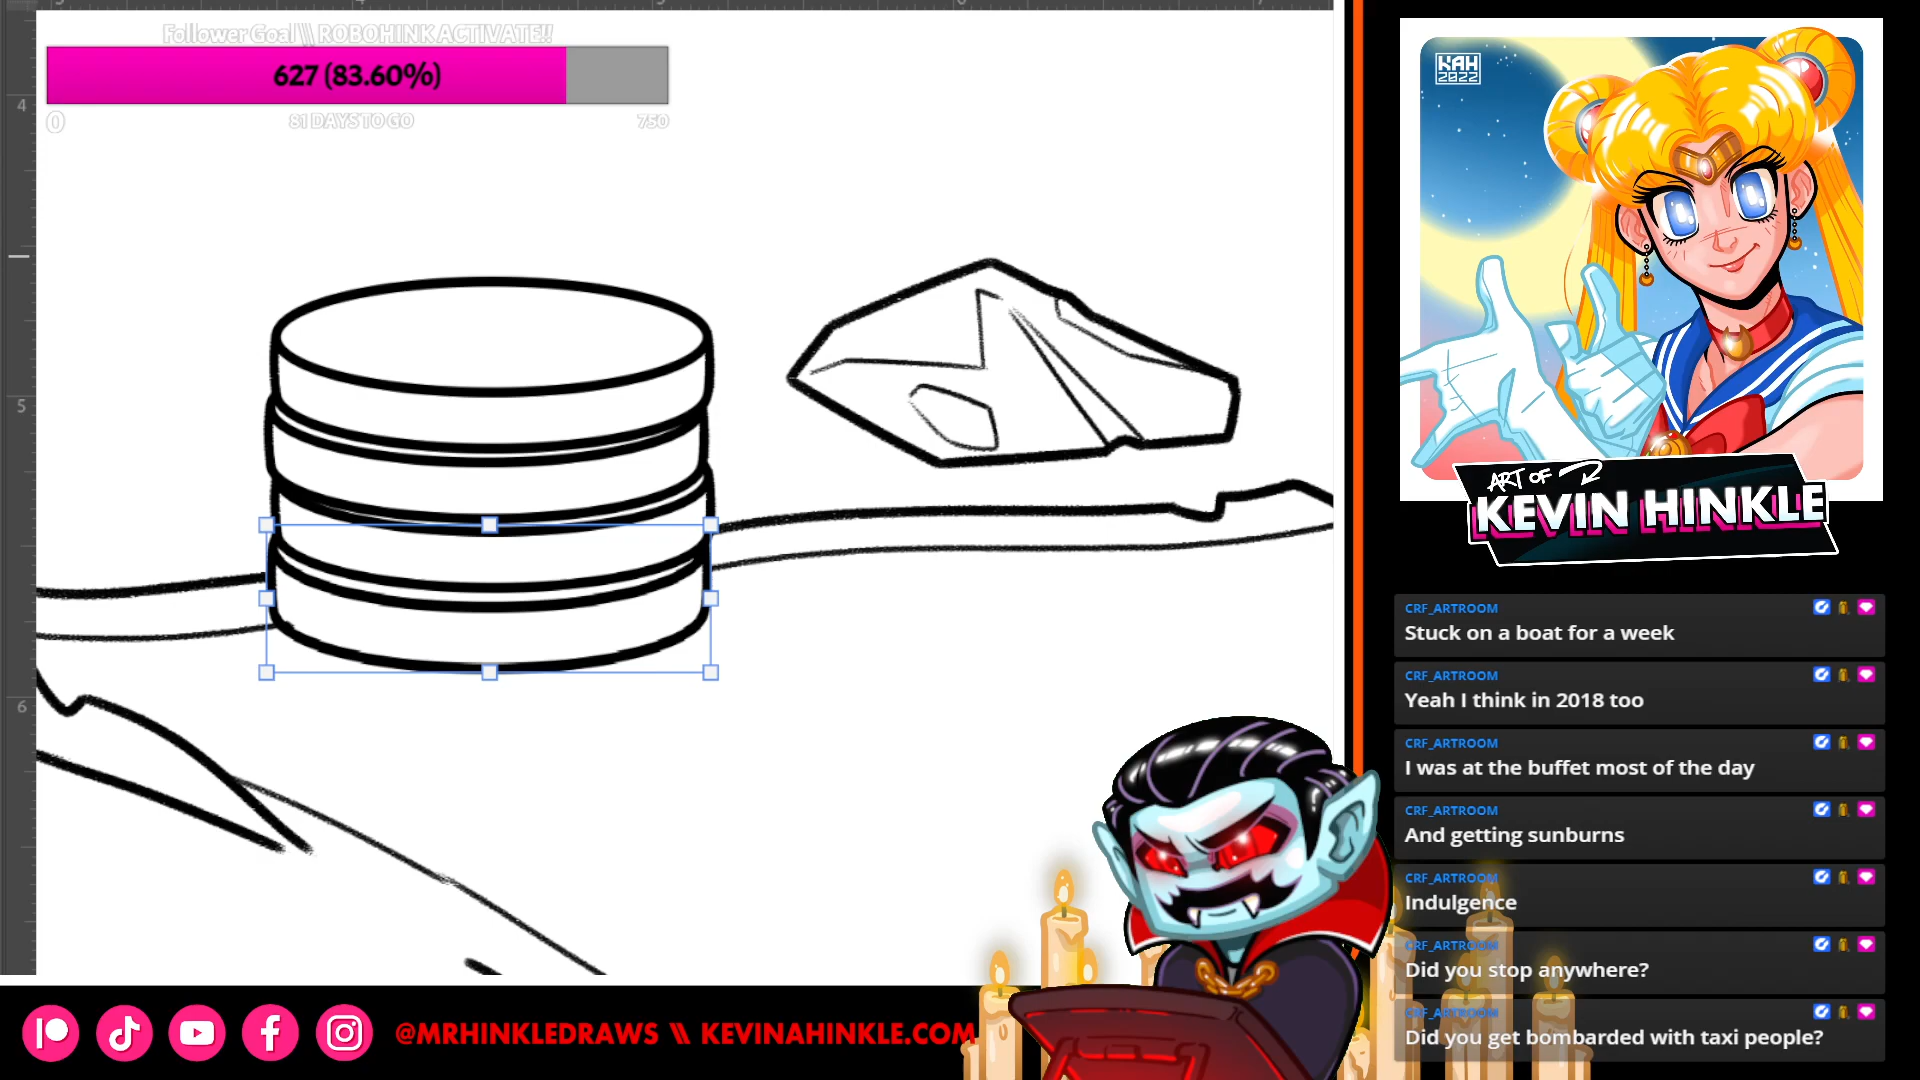 Follower Goal \\ ROBOHINK ACTIVATE!!
627 (83.60%)
0
81 DAYS TO GO
750
4
5
6
KAH
2022
ART OF
KEVIN HINKLE
CRF_ARTROOM
Stuck on a boat for a week
CRF_ARTROOM
Yeah I think in 2018 too
CRF_ARTROOM
I was at the buffet most of the day
CRF_ARTROOM
And getting sunburns
CRF_ARTROOM
Indulgence
CRF_ARTROOM
Did you stop anywhere?
CRF_ARTROOM
Did you get bombarded with taxi people?
@MRHINKLEDRAWS \\ KEVINAHINKLE.COM